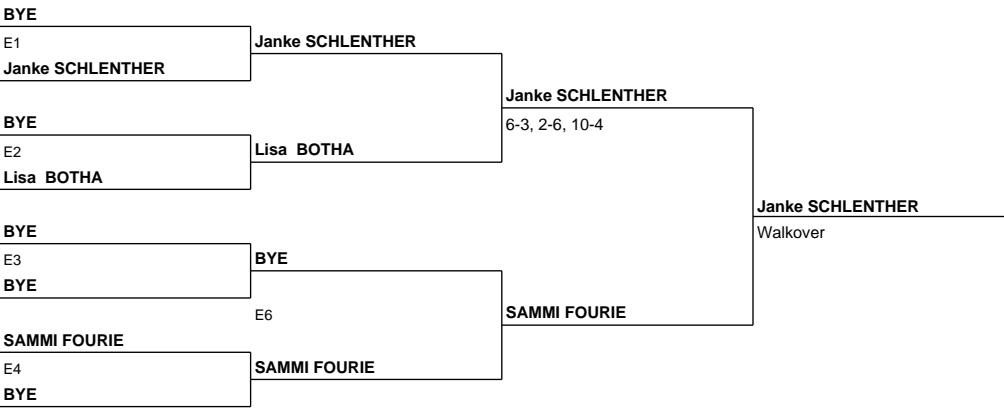 BYE
E1
Janke SCHLENTHER
Janke SCHLENTHER
Janke SCHLENTHER
6-3, 2-6, 10-4
BYE
E2
Lisa BOTHA
Lisa BOTHA
Janke SCHLENTHER
Walkover
BYE
E3
BYE
BYE
E6
SAMMI FOURIE
SAMMI FOURIE
E4
SAMMI FOURIE
BYE